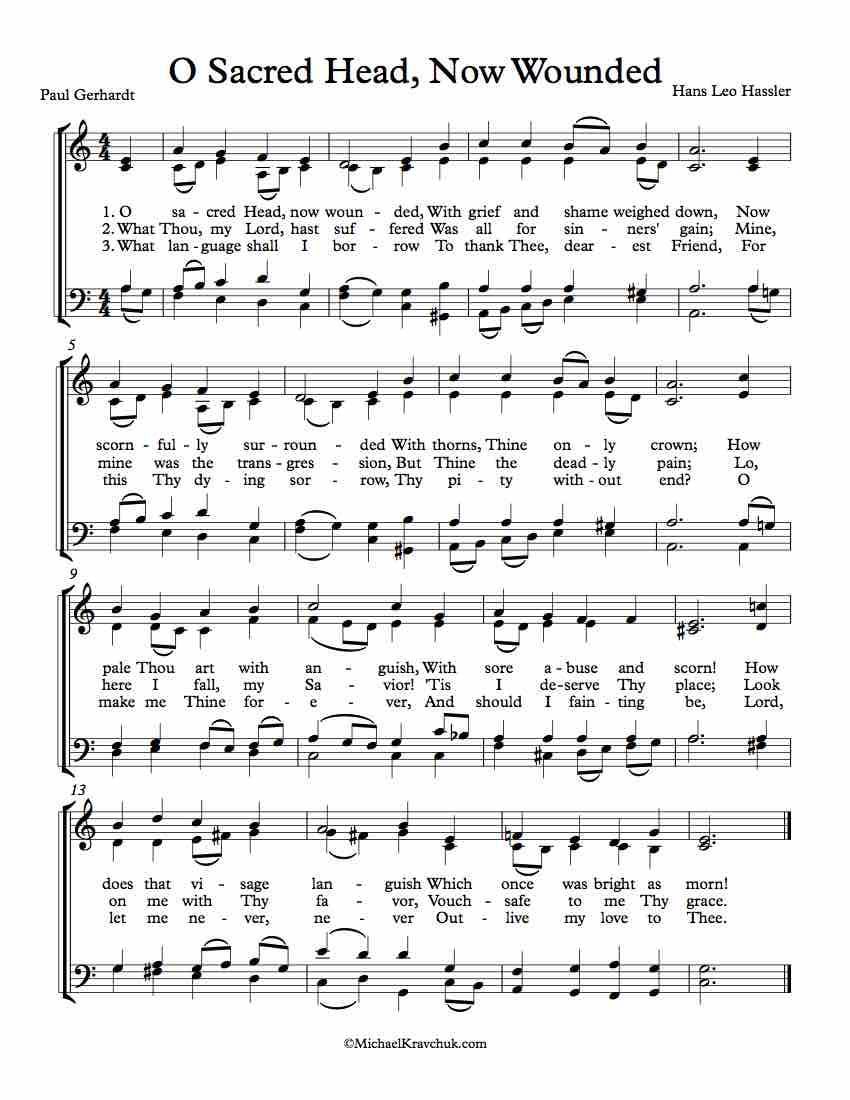 O Sacred Head, Now Wounded
Paul Gerhardt
Hans Leo Hassler
1. O sa - cred Head, now woun - ded, With grief and shame weighed down, Now
2. What Thou, my Lord, hast suf - fered Was all for sin - ners' gain; Mine,
3. What lan - guage shall I bor - row To thank Thee, dear - est Friend, For
5
scorn - ful - ly sur - roun - ded With thorns, Thine on - ly crown; How
mine was the trans - gres - sion, But Thine the dead - ly pain; Lo,
this Thy dy - ing sor - row, Thy pi - ty with - out end? O
9
pale Thou art with an - guish, With sore a - buse and scorn! How
here I fall, my Sa - vior! 'Tis I de - serve Thy place; Look
make me Thine for - e - ver, And should I fain - ting be, Lord,
13
does that vi - sage lan - guish Which once was bright as morn!
on me with Thy fa - vor, Vouch - safe to me Thy grace.
let me ne - ver, ne - ver Out - live my love to Thee.
©MichaelKravchuk.com